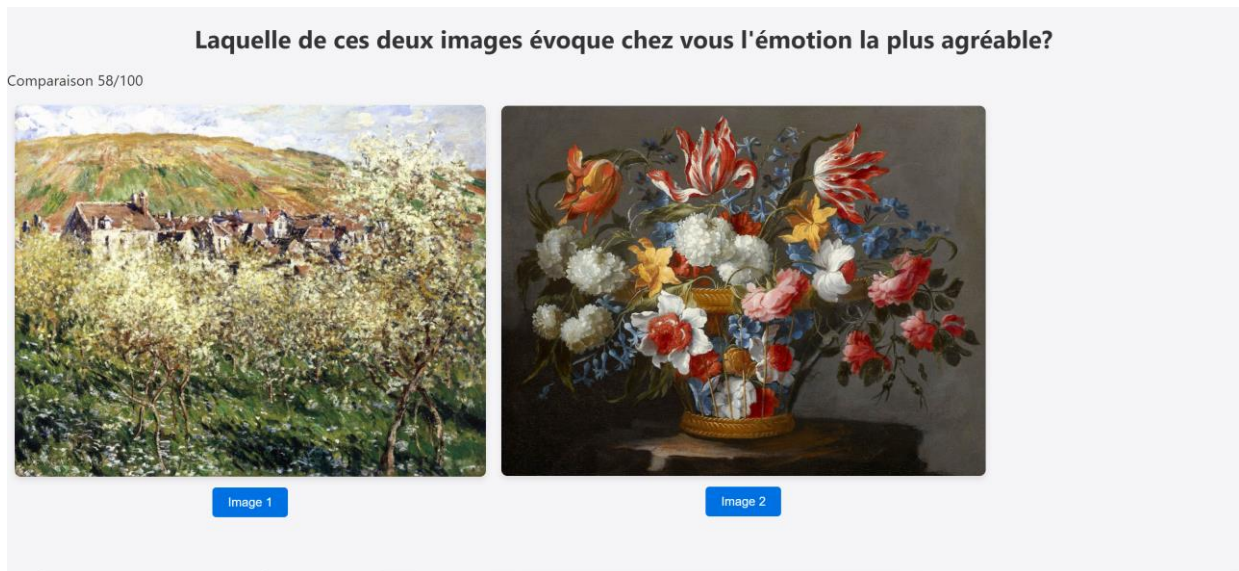 Laquelle de ces deux images évoque chez vous l'émotion la plus agréable?
Comparaison 58/100
Image 1
Image 2